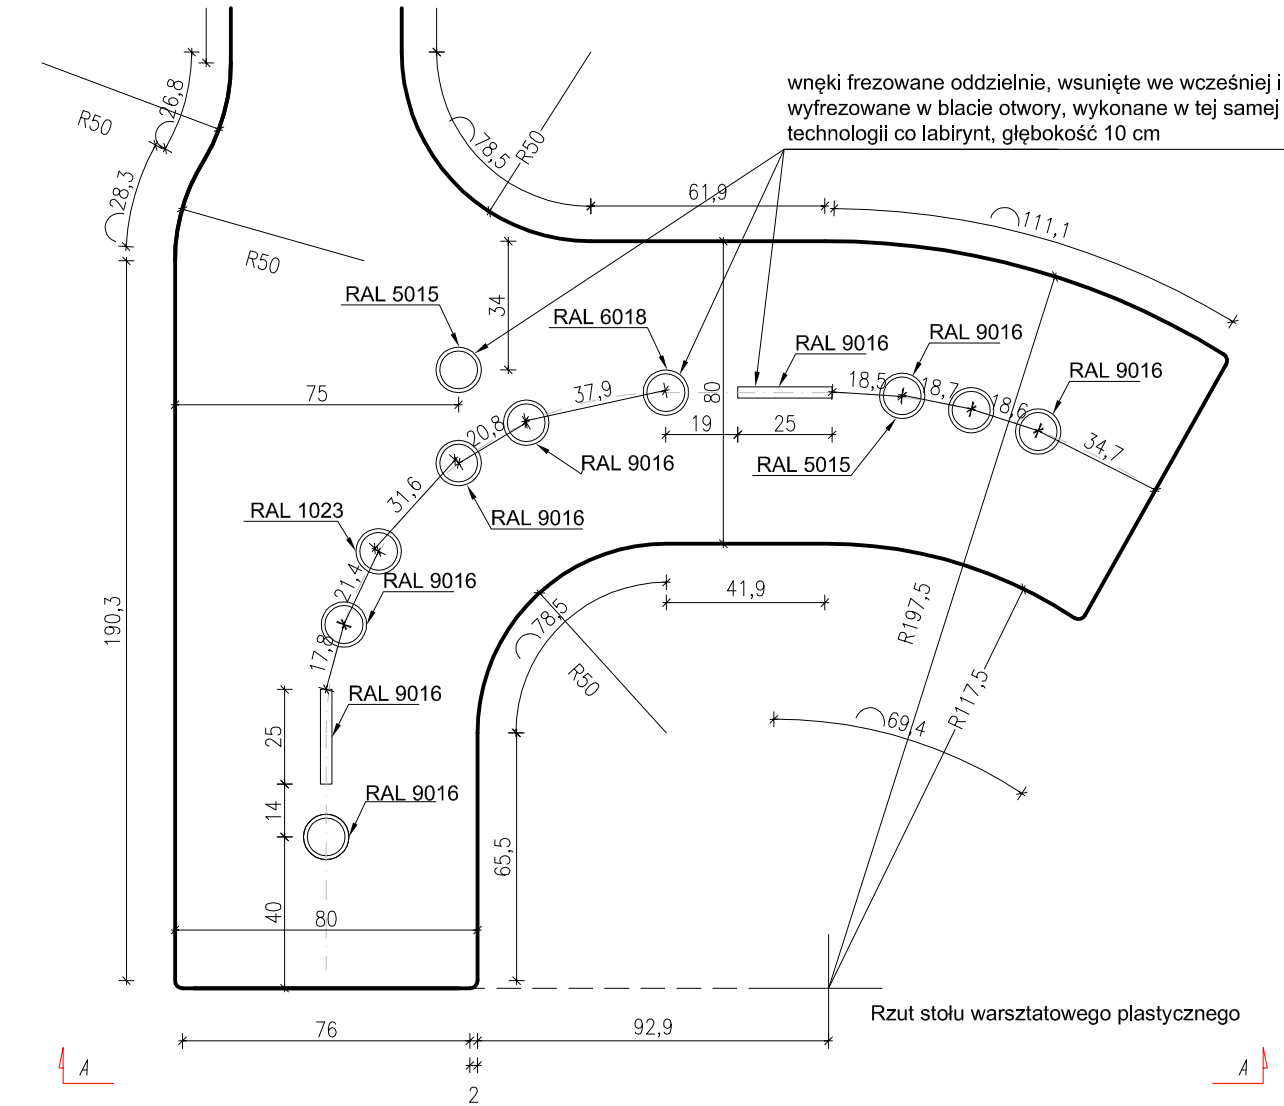 wnęki frezowane oddzielnie, wsunięte we wcześniej i
wyfrezowane w blacie otwory, wykonane w tej samej
technologii co labirynt, głębokość 10 cm
26,8
R50
78,5
R50
28,3
61,9
111,1
R50
34
RAL 5015
RAL 6018
RAL 9016
RAL 9016
RAL 9016
75
37,9
80
18,5
18,7
18,6
20,8
19
25
34,7
RAL 9016
RAL 5015
31,6
RAL 1023
RAL 9016
21,4
RAL 9016
41,9
190,3
78,5
R197,5
17,8
R50
RAL 9016
R117,5
25
69,4
RAL 9016
14
65,5
40
80
Rzut stołu warsztatowego plastycznego
76
92,9
A
A
2